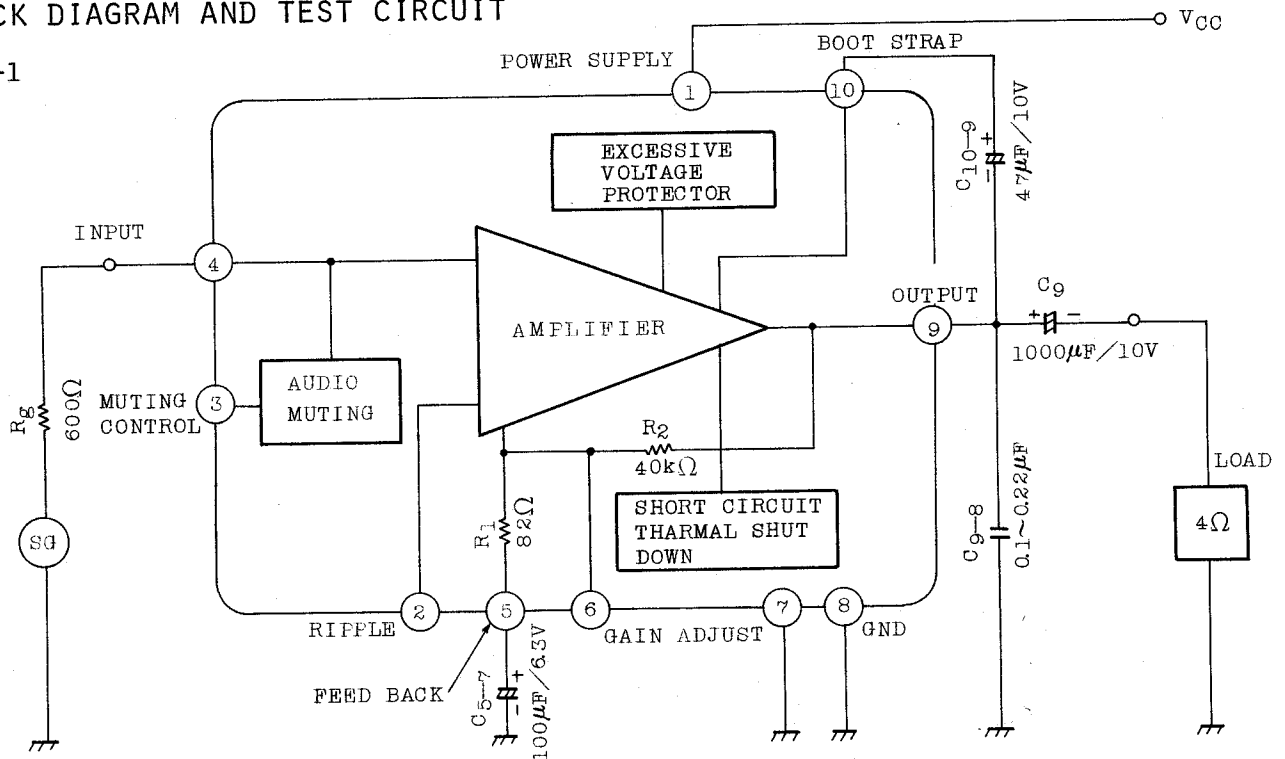 CK DIAGRAM AND TEST CIRCUIT
-1
VCC
BOOT STRAP
POWER SUPPLY
1
10
EXCESSIVE
VOLTAGE
PROTECTOR
C10-9
+
-
47μF/10V
INPUT
4
AMPLIFIER
OUTPUT
9
C9
+ -
1000μF/10V
Rg
600Ω
MUTING
CONTROL
3
AUDIO
MUTING
R2
40kΩ
LOAD
4Ω
SG
R1
82Ω
SHORT CIRCUIT
THARMAL SHUT
DOWN
C9-8
0.1~0.22μF
RIPPLE
2
5
6
GAIN ADJUST
7
8
GND
FEED BACK
C5-7
+
-
100μF/6.3V